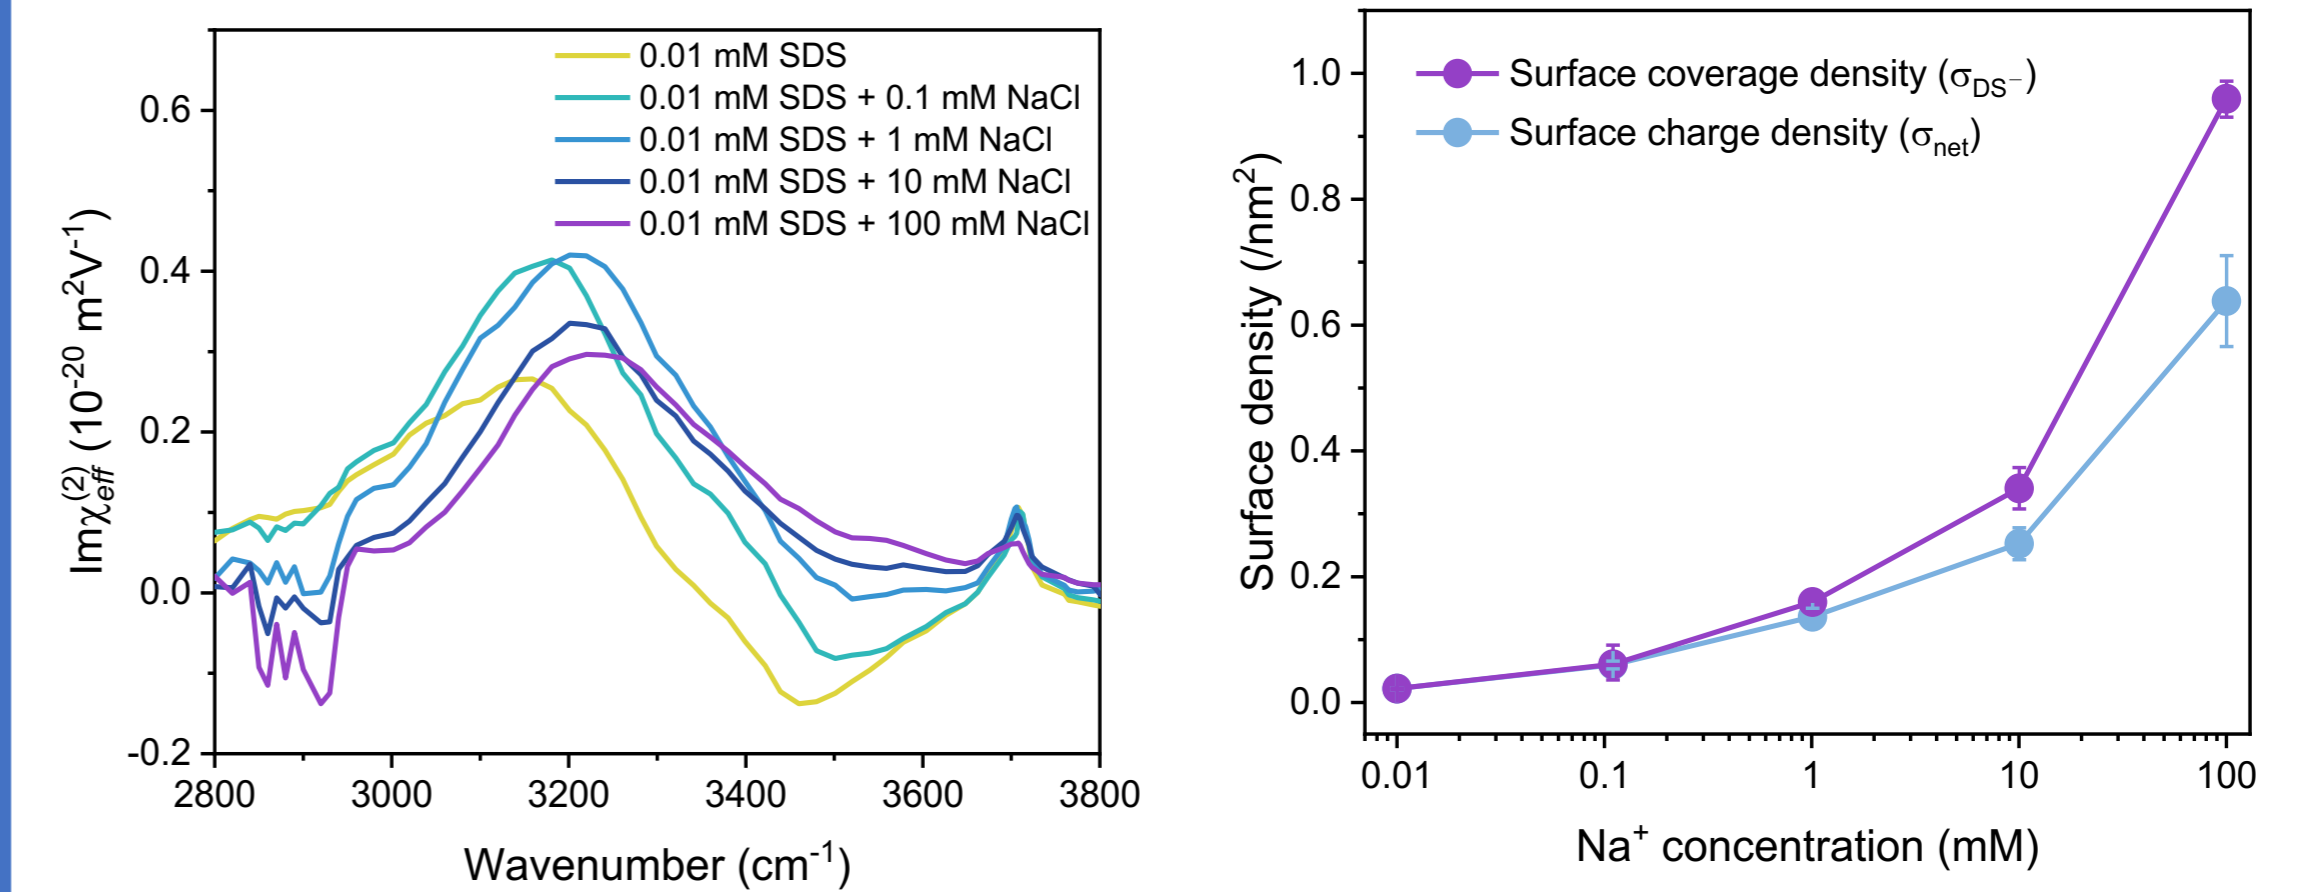 0.01 mM SDS
0.01 mM SDS + 0.1 mM NaCl
0.01 mM SDS + 1 mM NaCl
0.01 mM SDS + 10 mM NaCl
0.01 mM SDS + 100 mM NaCl
0.6
0.4
0.2
0.0
-0.2
Imχ(2)eff (10-20 m2V-1)
2800 3000 3200 3400 3600 3800
Wavenumber (cm-1)
Surface coverage density (σDS−)
Surface charge density (σnet)
1.0
0.8
0.6
0.4
0.2
0.0
Surface density (/nm2)
0.01 0.1 1 10 100
Na+ concentration (mM)